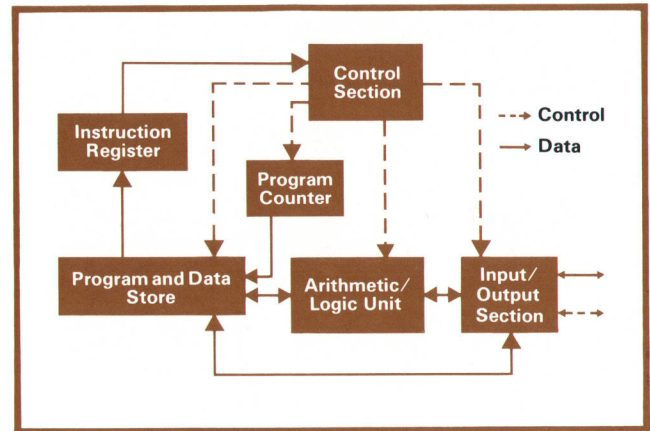 Control
Section
Control
Data
Instruction
Register
Program
Counter
Program and Data
Store
Arithmetic/
Logic Unit
Input/
Output
Section